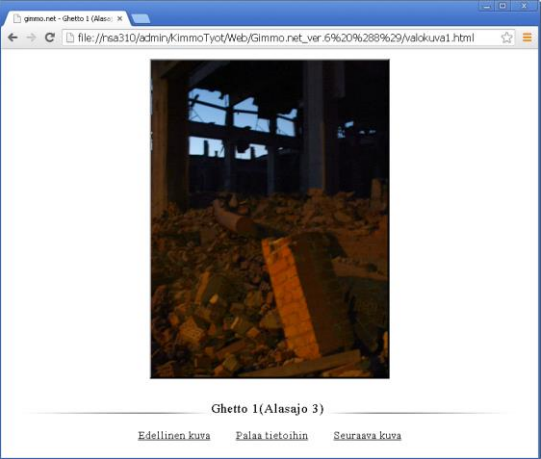 gimmo.net - Ghetto 1 (Alasaj
file://nsa310/admin/KimmoTyot/Web/Gimmo.net_ver.6%20%288%29/valokuva1.html
Ghetto 1(Alasajo 3)
Edellinen kuva Palaa tietoihin Seuraava kuva